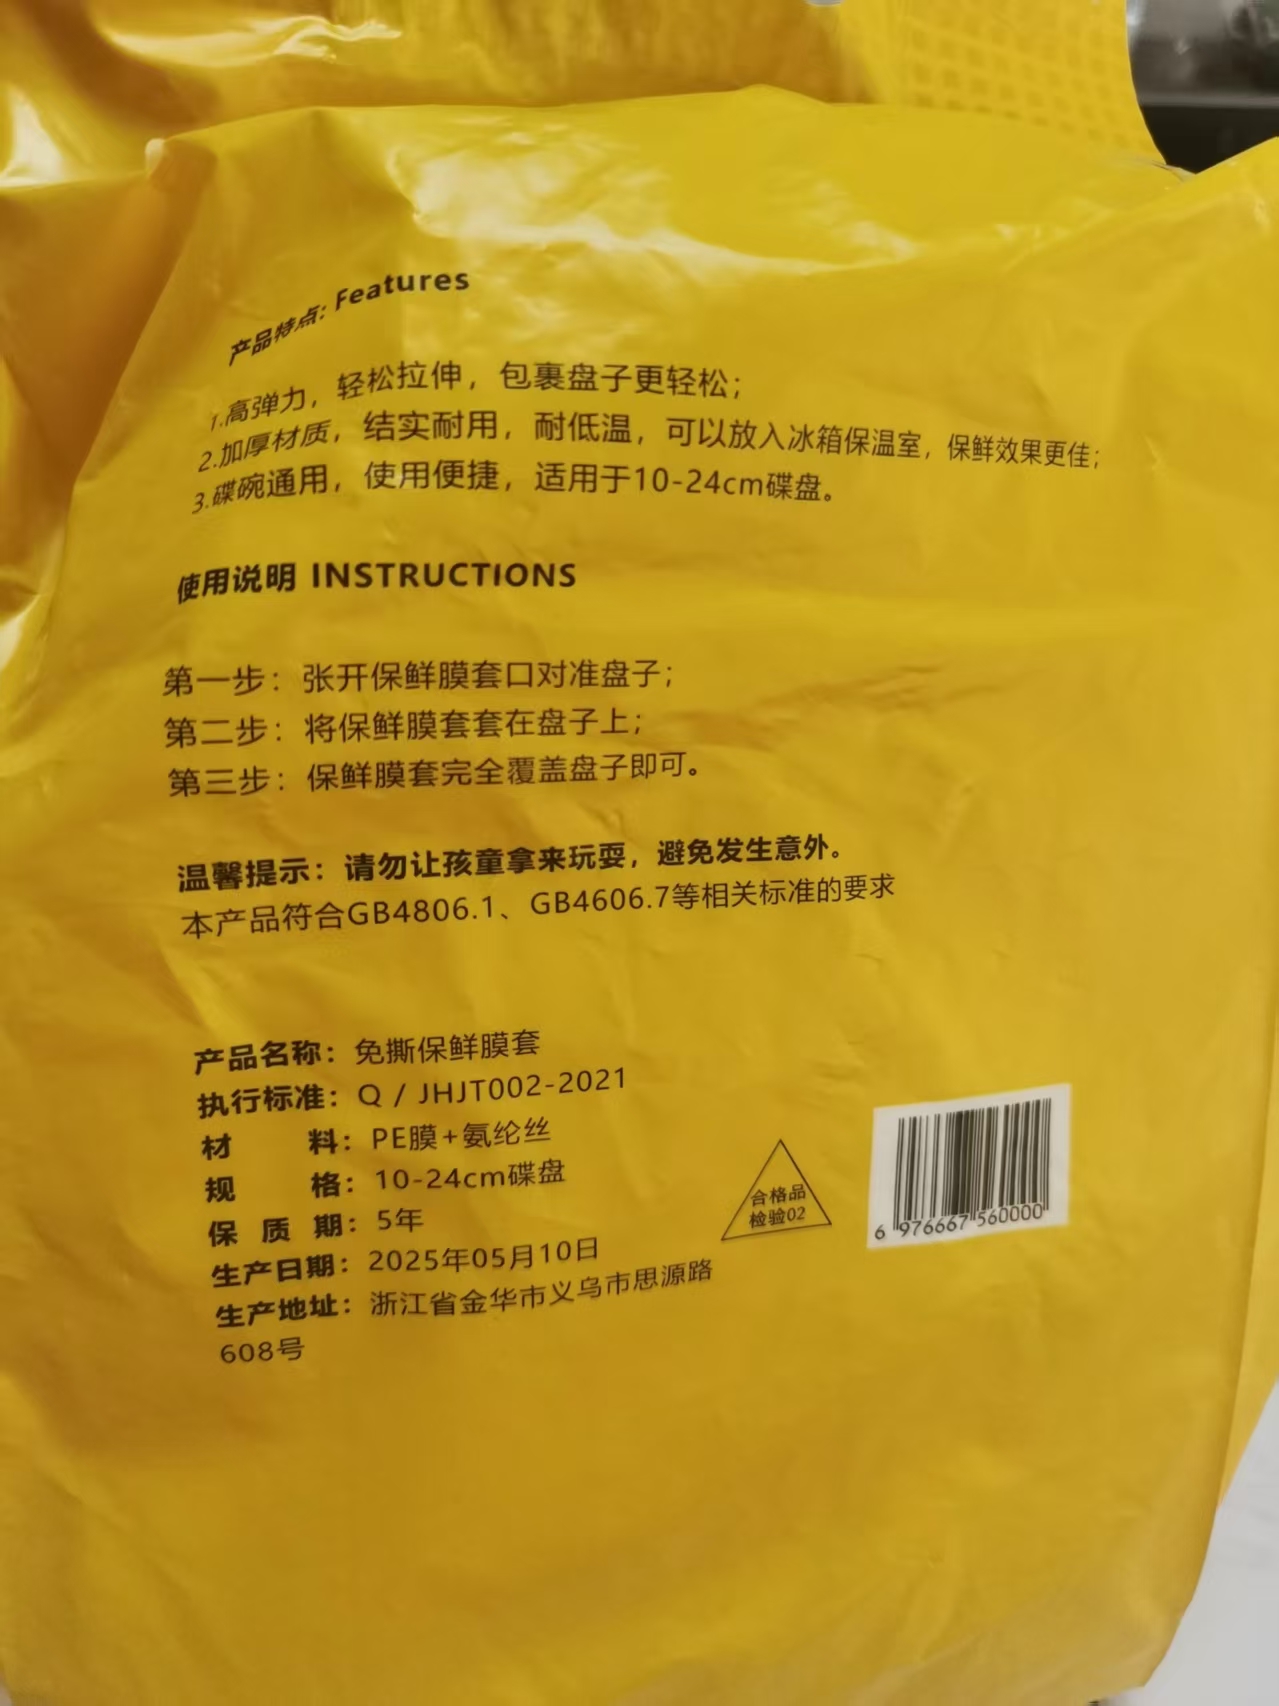 产品特点：Features
1.高弹力，轻松拉伸，包裹盘子更轻松；
2.加厚材质，结实耐用，耐低温，可以放入冰箱保温室，保鲜效果更佳；
3.碟碗通用，使用便捷，适用于10-24cm碟盘。
使用说明 INSTRUCTIONS
第一步：张开保鲜膜套口对准盘子；
第二步：将保鲜膜套套在盘子上；
第三步：保鲜膜套完全覆盖盘子即可。
温馨提示：请勿让孩童拿来玩耍，避免发生意外。
本产品符合GB4806.1、GB4606.7等相关标准的要求
产品名称：免撕保鲜膜套
执行标准：Q / JHJT002-2021
材 料：PE膜+氨纶丝
规 格：10-24cm碟盘
保 质 期：5年
生产日期：2025年05月10日
生产地址：浙江省金华市义乌市思源路
608号
合格品
检验02
6 976667 560000